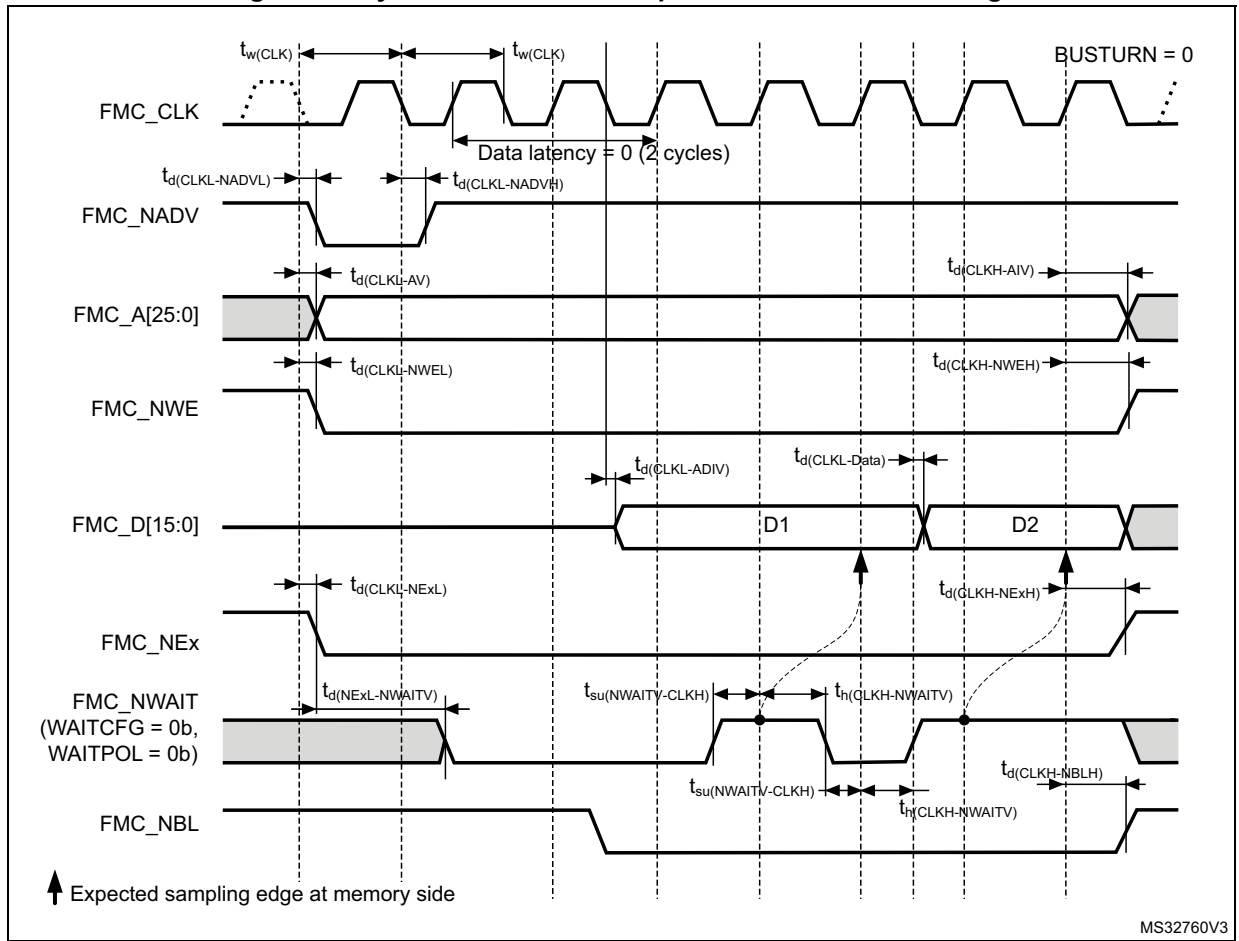 tw(CLK) tw(CLK) BUSTURN = 0
FMC_CLK
Data latency = 0 (2 cycles)
td(CLKL-NADVL) td(CLKL-NADVH)
FMC_NADV
td(CLKL-AV) td(CLKH-AIV)
FMC_A[25:0]
td(CLKL-NWEL) td(CLKH-NWEH)
FMC_NWE
td(CLKL-ADIV) td(CLKL-Data)
FMC_D[15:0] D1 D2
td(CLKL-NExL) td(CLKH-NExH)
FMC_NEx
td(NExL-NWAITV) tsu(NWAITV-CLKH) th(CLKH-NWAITV)
FMC_NWAIT
(WAITCFG = 0b,
WAITPOL = 0b)
tsu(NWAITV-CLKH) th(CLKH-NWAITV) td(CLKH-NBLH)
FMC_NBL
Expected sampling edge at memory side
MS32760V3